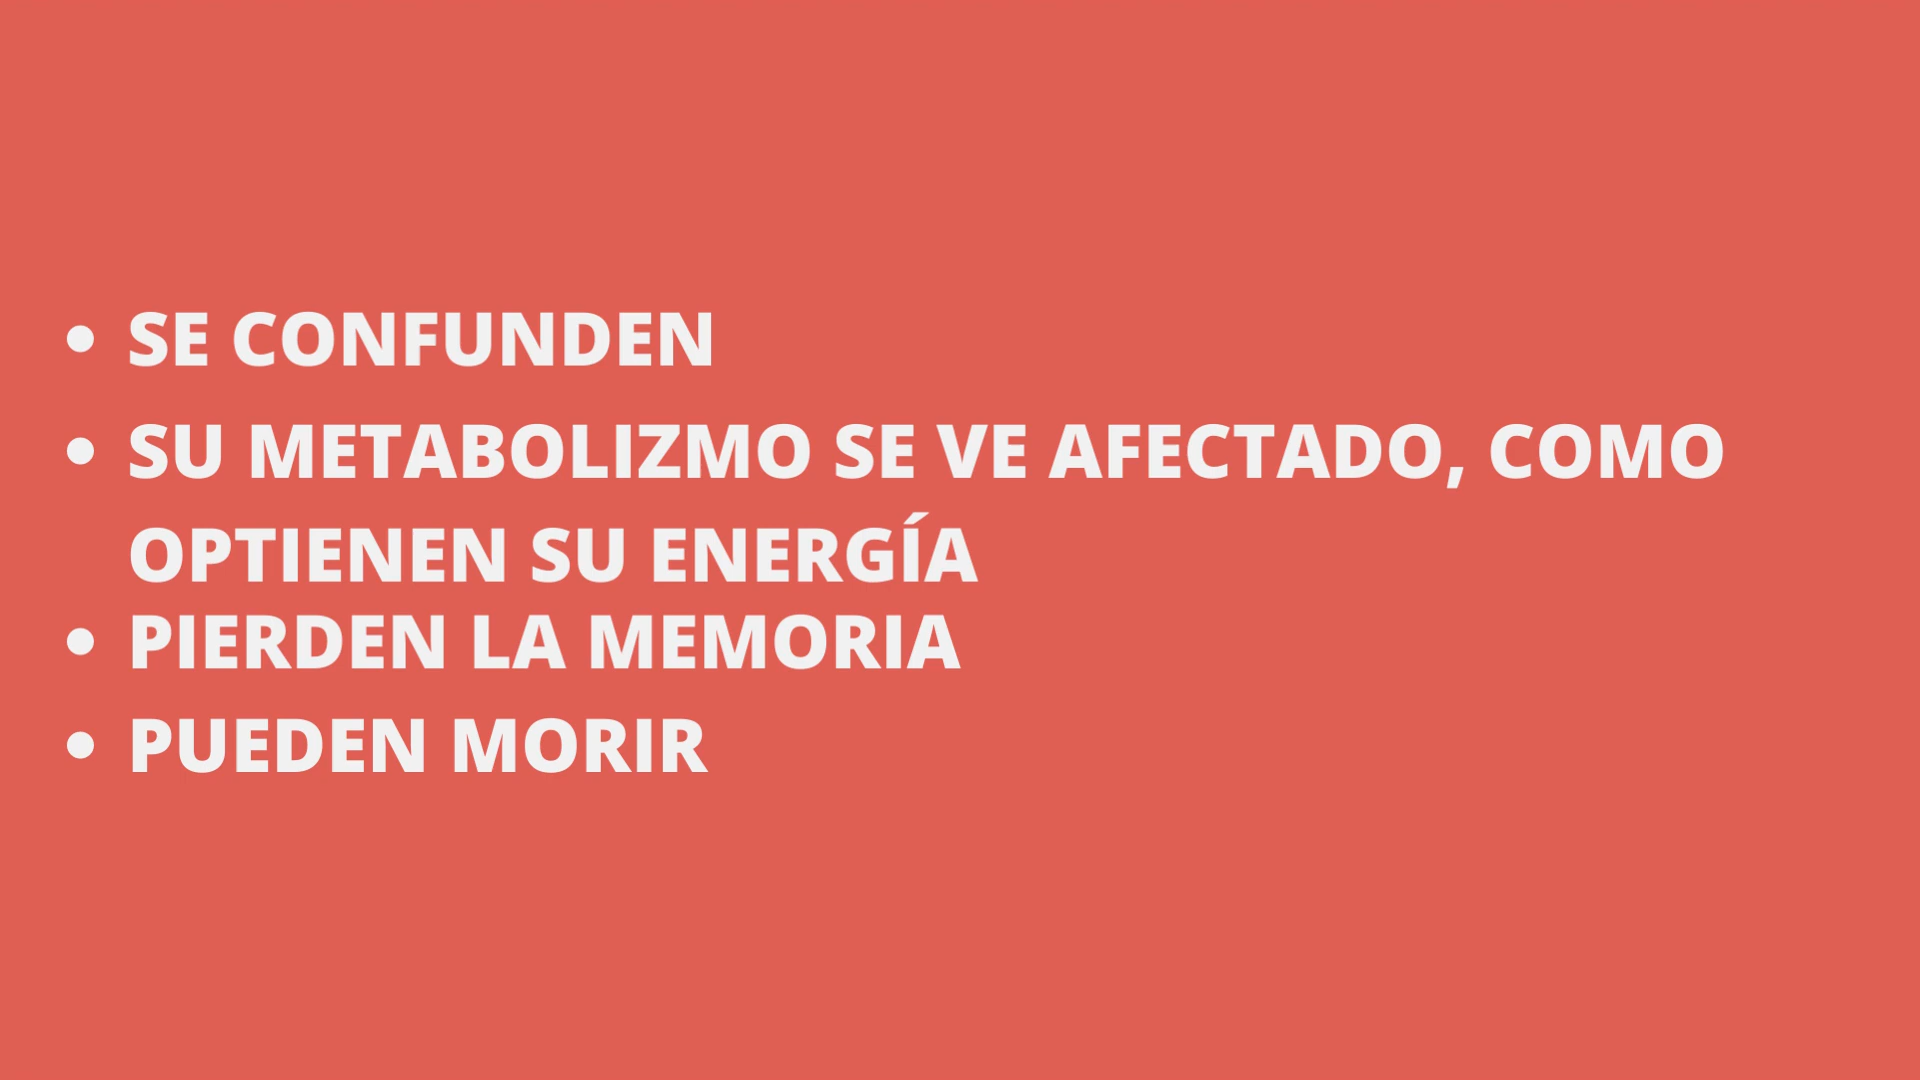 • SE CONFUNDEN
• SU METABOLIZMO SE VE AFECTADO, COMO
OPTIENEN SU ENERGÍA
• PIERDEN LA MEMORIA
• PUEDEN MORIR